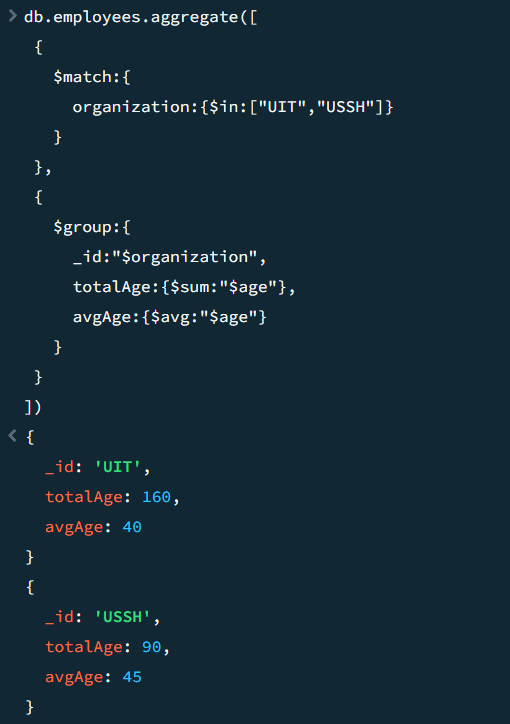 > db.employees.aggregate([
{
$match:{
organization:{$in:["UIT","USSH"]}
}
},
{
$group:{
_id:"$organization",
totalAge:{$sum:"$age"},
avgAge:{$avg:"$age"}
}
}
])
< {
_id: 'UIT',
totalAge: 160,
avgAge: 40
}
{
_id: 'USSH',
totalAge: 90,
avgAge: 45
}